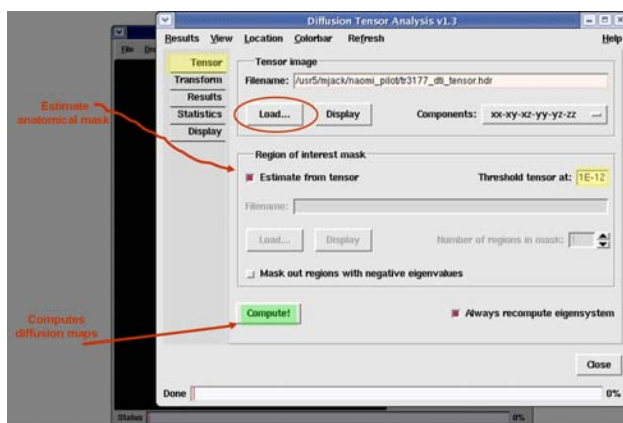 Diffusion Tensor Analysis v1.3
Results View Location Colorbar Refresh Help
File
Tensor
Transform
Results
Statistics
Display
Tensor image
Filename: /usr5/mjack/naomi_pilot/tr3177_dti_tensor.hdr
Load... Display Components: xx-xy-xz-yy-yz-zz
Estimate
anatomical mask
Region of interest mask
Estimate from tensor Threshold tensor at: 1E-12
Filename:
Load... Display Number of regions in mask: 1
Mask out regions with negative eigenvalues
Compute! Always recompute eigensystem
Computes
diffusion maps
Close
Done 0%
Status 0%